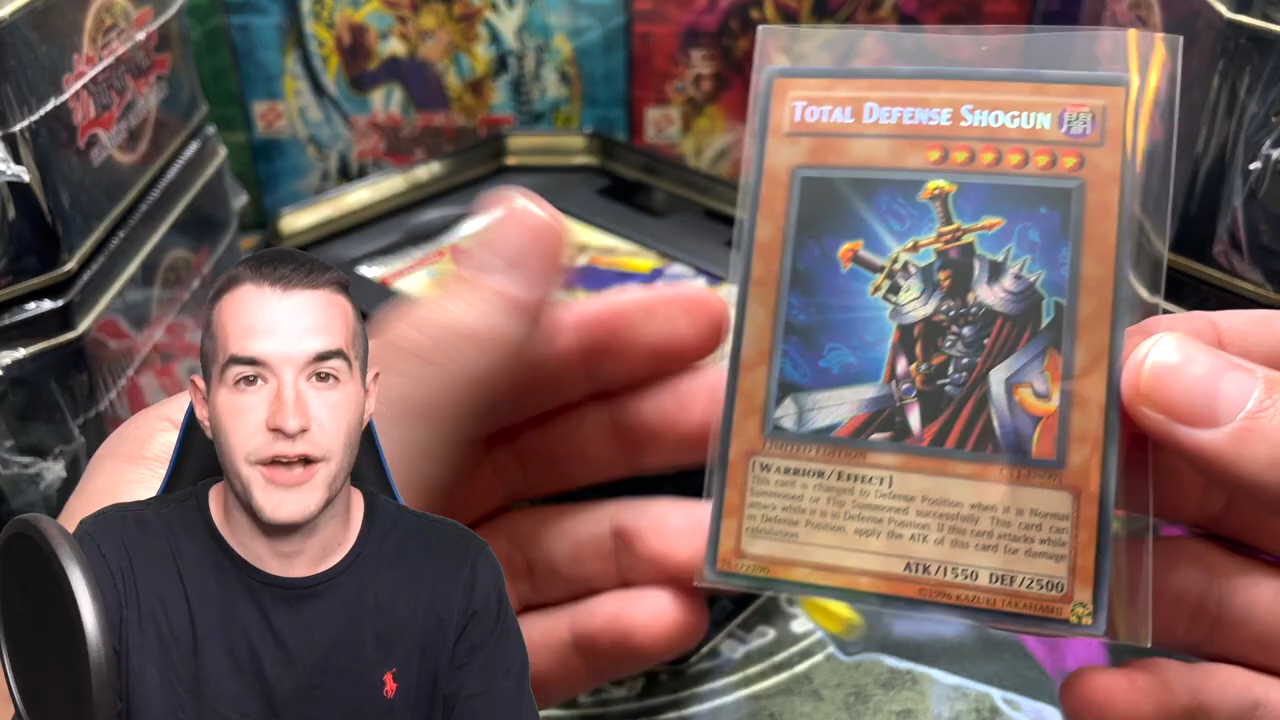 TOTAL DEFENSE SHOGUN 闇
LIMITED EDITION
[WARRIOR/EFFECT]
This card is changed to Defense Position when it is Normal
Summoned or Flip Summoned successfully. This card can
attack while it is in Defense Position. If this card attacks while
in Defense Position, apply the ATK of this card for damage
calculation.
ATK/1550 DEF/2500
©1996 KAZUKI TAKAHASHI